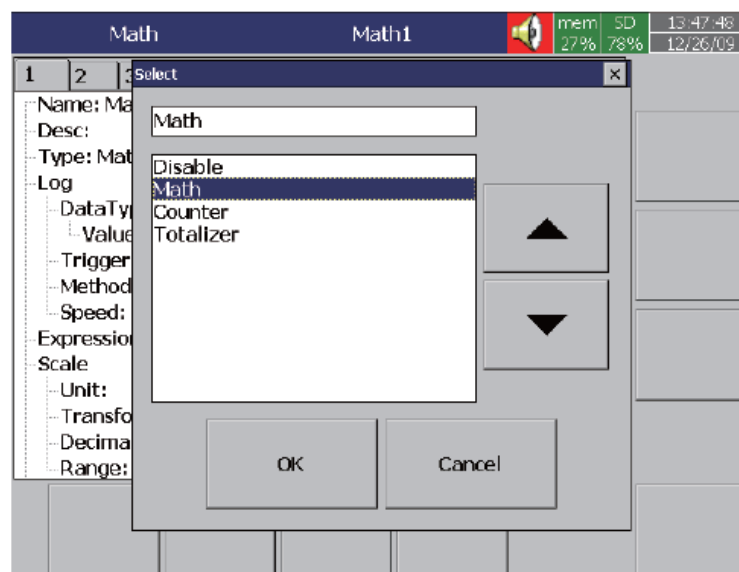 Math Math1 mem 27% SD 78% 13:47:48 12/26/09
1 2
Select
Name: Ma
Desc:
Type: Mat
Log
DataTy
Value
Trigger
Method
Speed:
Expressio
Scale
Unit:
Transfo
Decima
Range:
Math
Disable
Math
Counter
Totalizer
OK Cancel